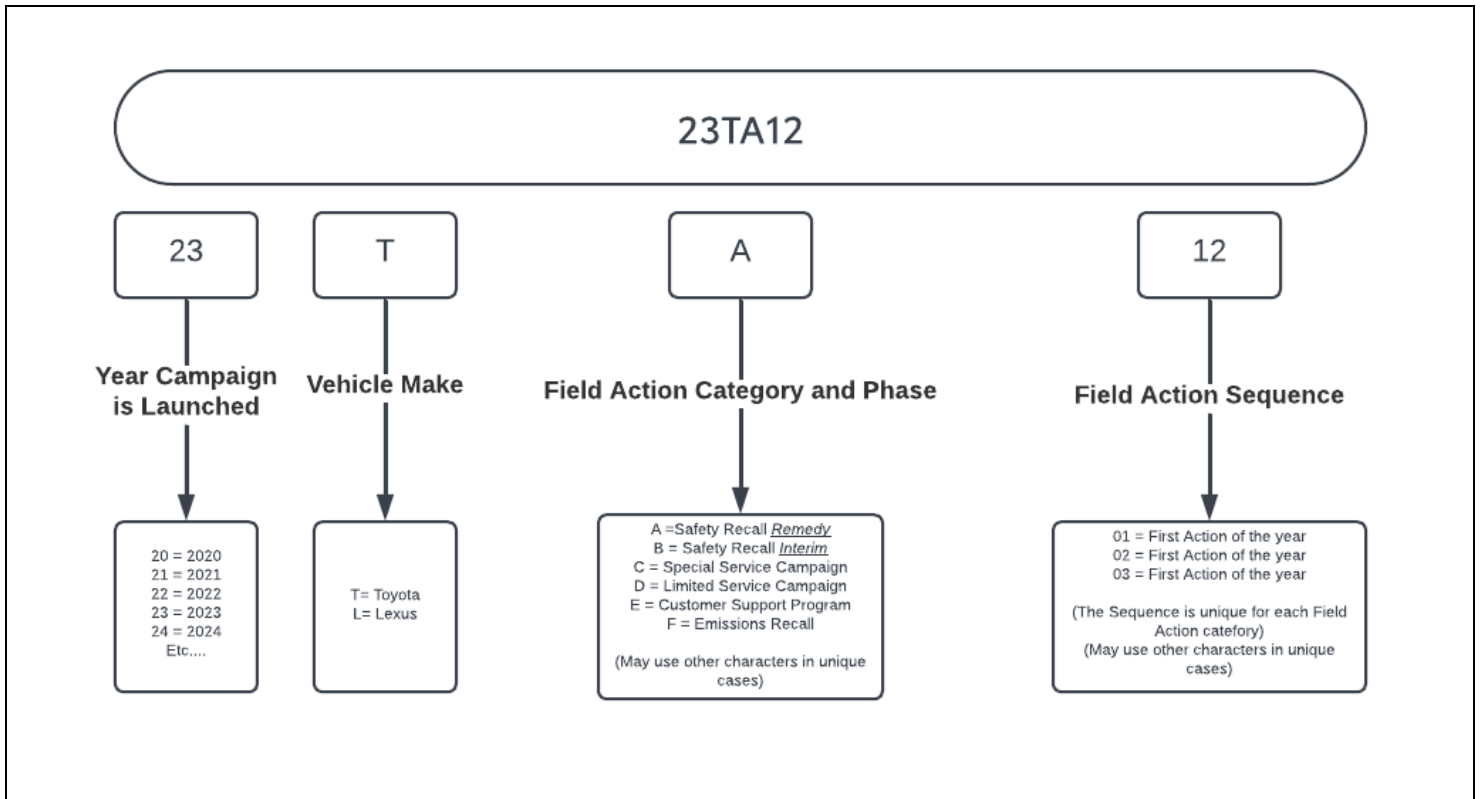 23TA12
23
T
A
12
Year Campaign
is Launched
Vehicle Make
Field Action Category and Phase
Field Action Sequence
20 = 2020
21 = 2021
22 = 2022
23 = 2023
24 = 2024
Etc....
T= Toyota
L= Lexus
A =Safety Recall Remedy
B = Safety Recall Interim
C = Special Service Campaign
D = Limited Service Campaign
E = Customer Support Program
F = Emissions Recall
(May use other characters in unique
cases)
01 = First Action of the year
02 = First Action of the year
03 = First Action of the year
(The Sequence is unique for each Field
Action catefory)
(May use other characters in unique
cases)